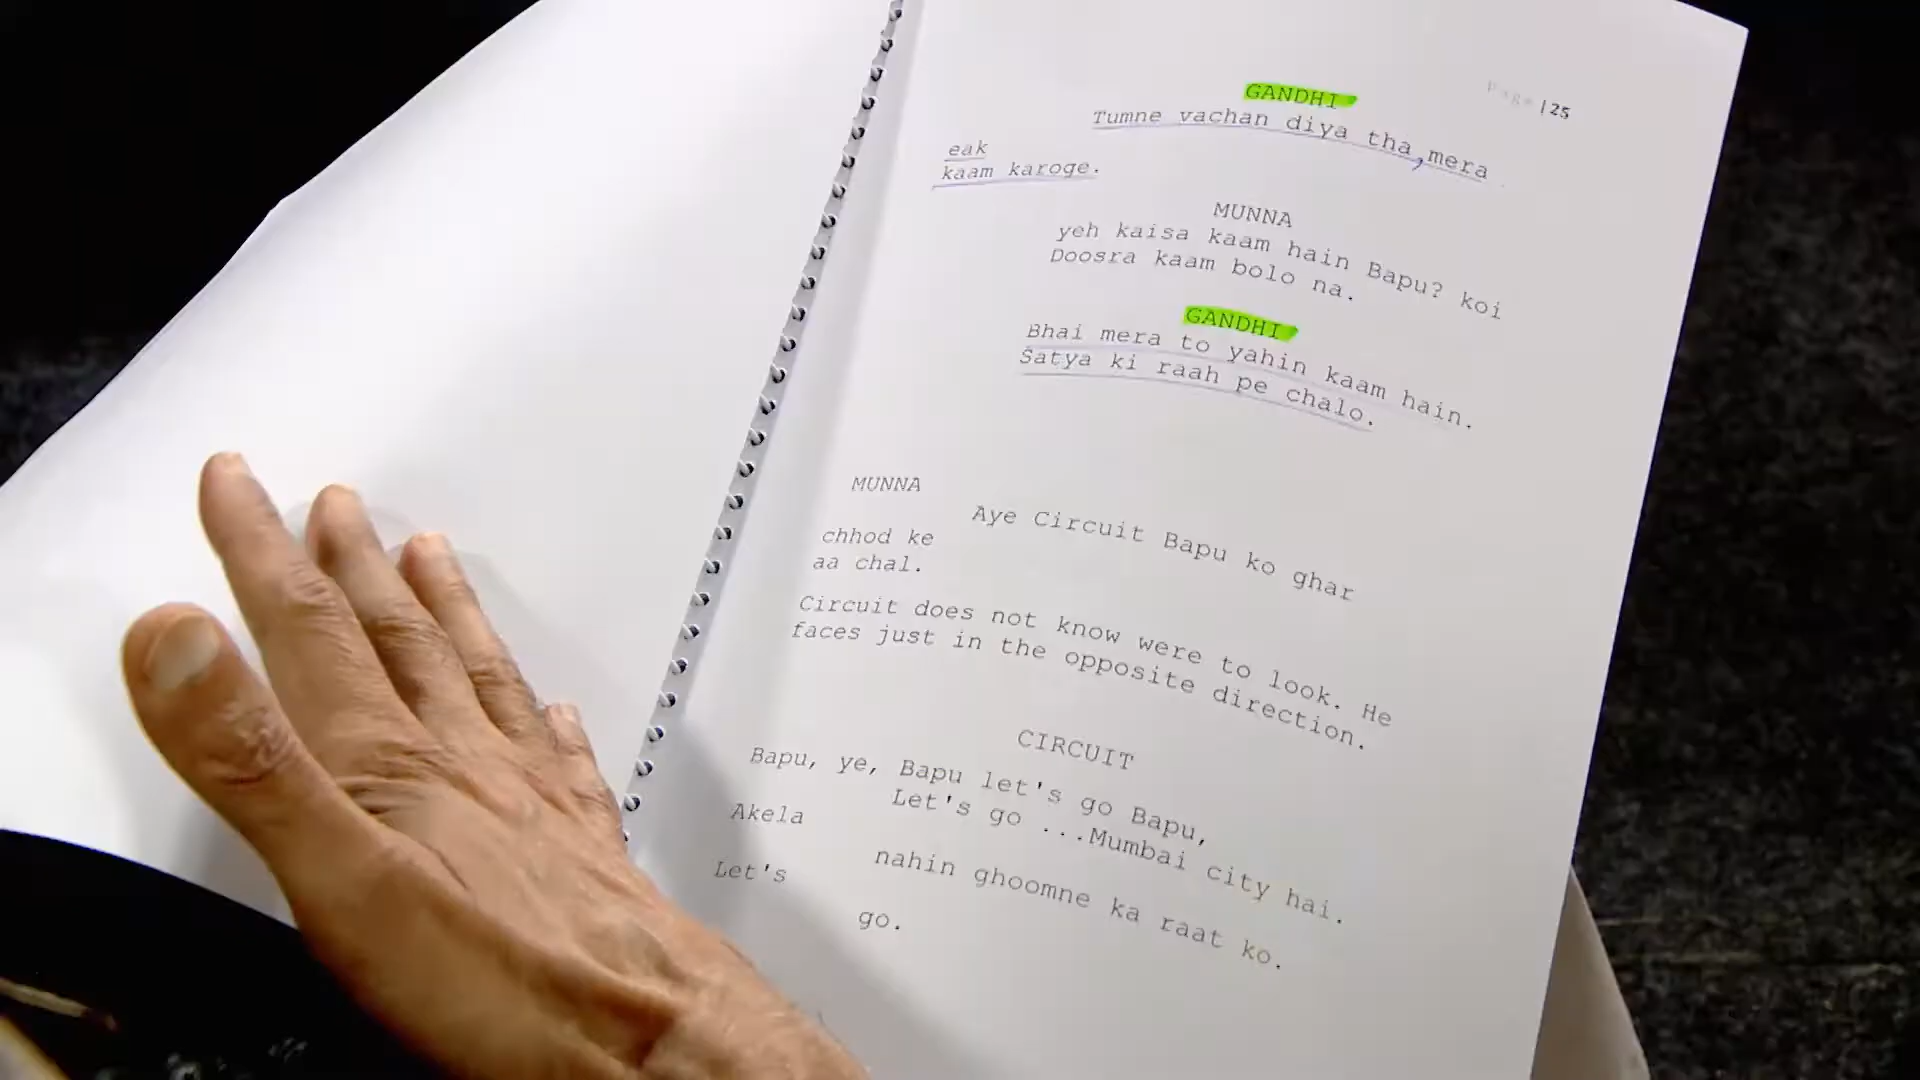 Page | 25
GANDHI
Tumne vachan diya tha,mera
eak
kaam karoge.
MUNNA
yeh kaisa kaam hain Bapu? koi
Doosra kaam bolo na.
GANDHI
Bhai mera to yahin kaam hain.
Satya ki raah pe chalo.
MUNNA
Aye Circuit Bapu ko ghar
chhod ke
aa chal.
Circuit does not know were to look. He
faces just in the opposite direction.
CIRCUIT
Bapu, ye, Bapu let's go Bapu,
Let's go ...Mumbai city hai.
Akela
nahin ghoomne ka raat ko.
Let's
go.